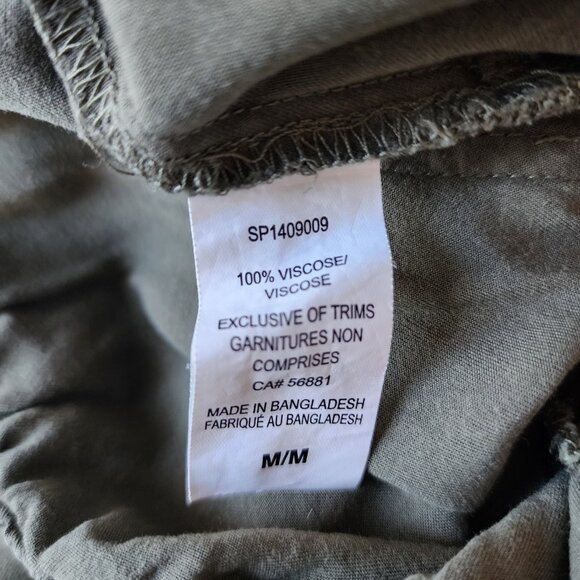 SP1409009
100% VISCOSE/
VISCOSE
EXCLUSIVE OF TRIMS
GARNITURES NON
COMPRISES
CA# 56881
MADE IN BANGLADESH
FABRIQUÉ AU BANGLADESH
M/M